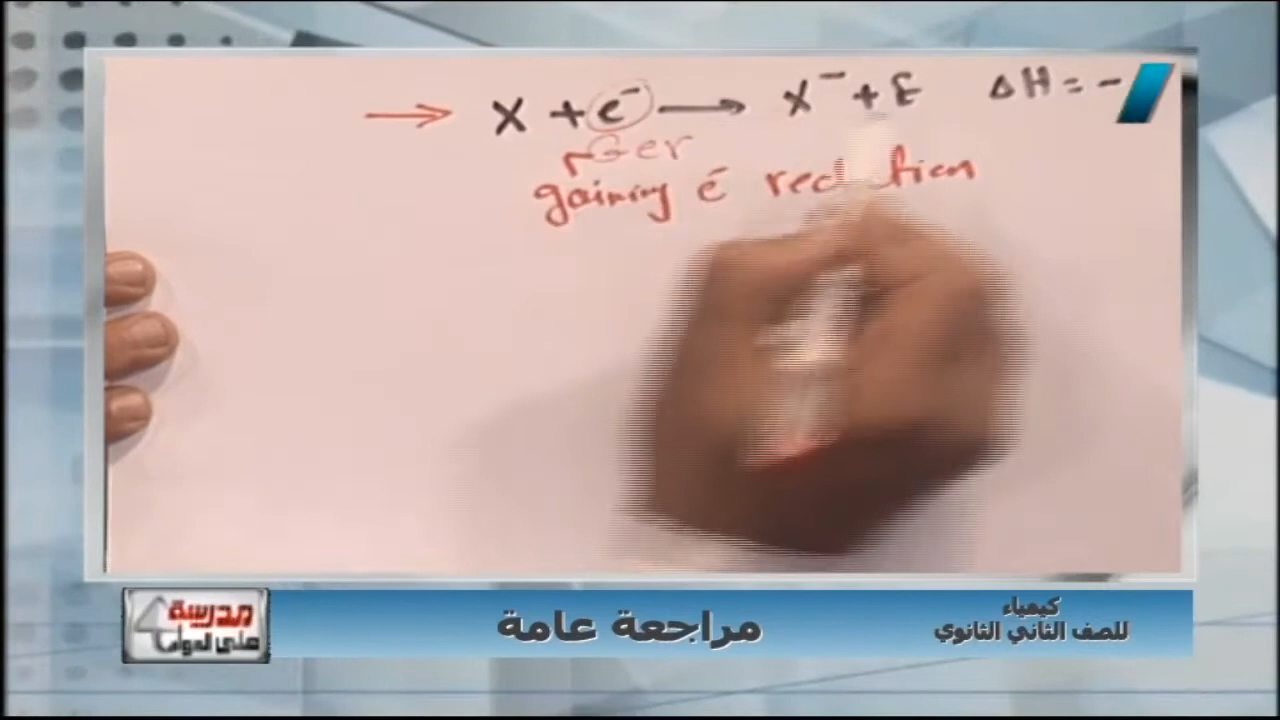 → X + e⁻ → X⁻ + E ΔH = -
Ger
gaining é reduction
كيمياء
للصف الثاني الثانوي
مراجعة عامة
مدرسة
على الهواء